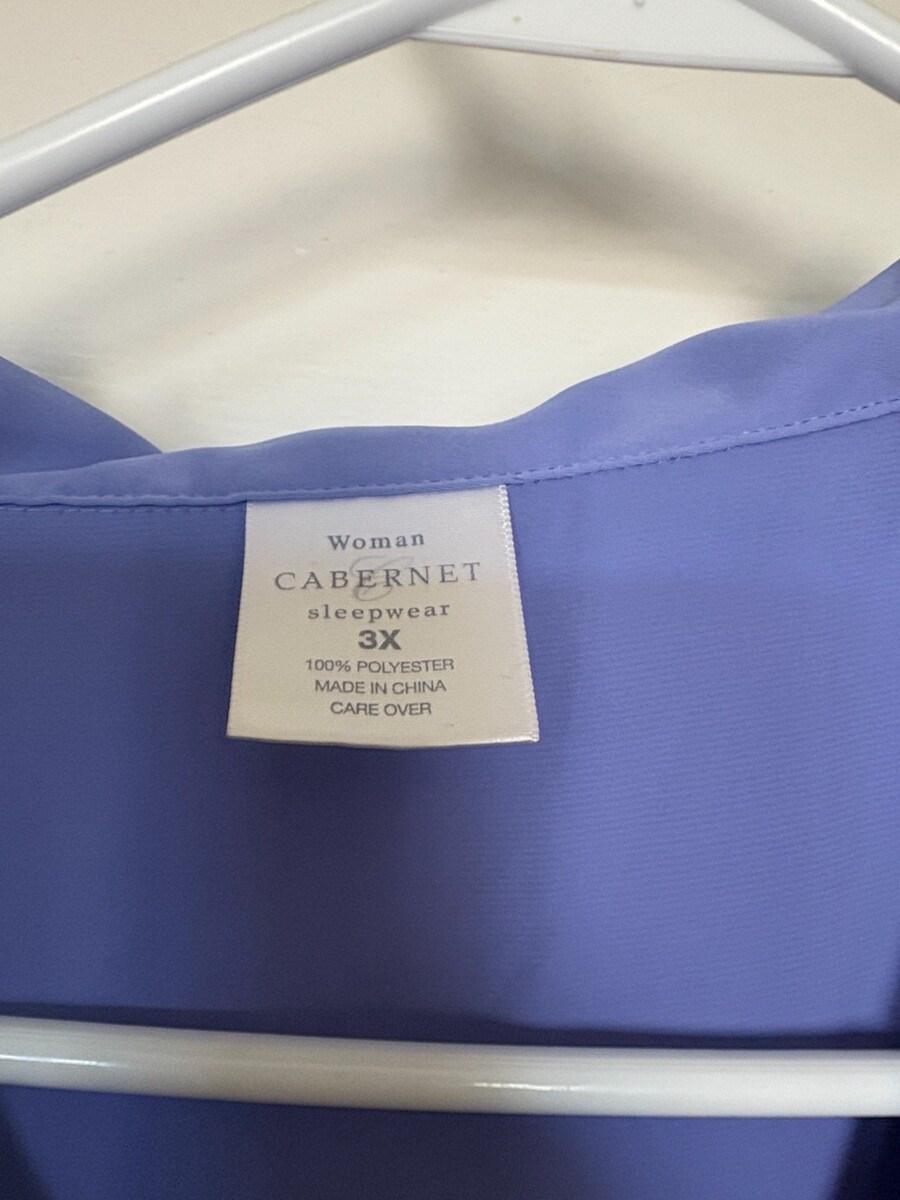 Woman
CABERNET
sleepwear
3X
100% POLYESTER
MADE IN CHINA
CARE OVER